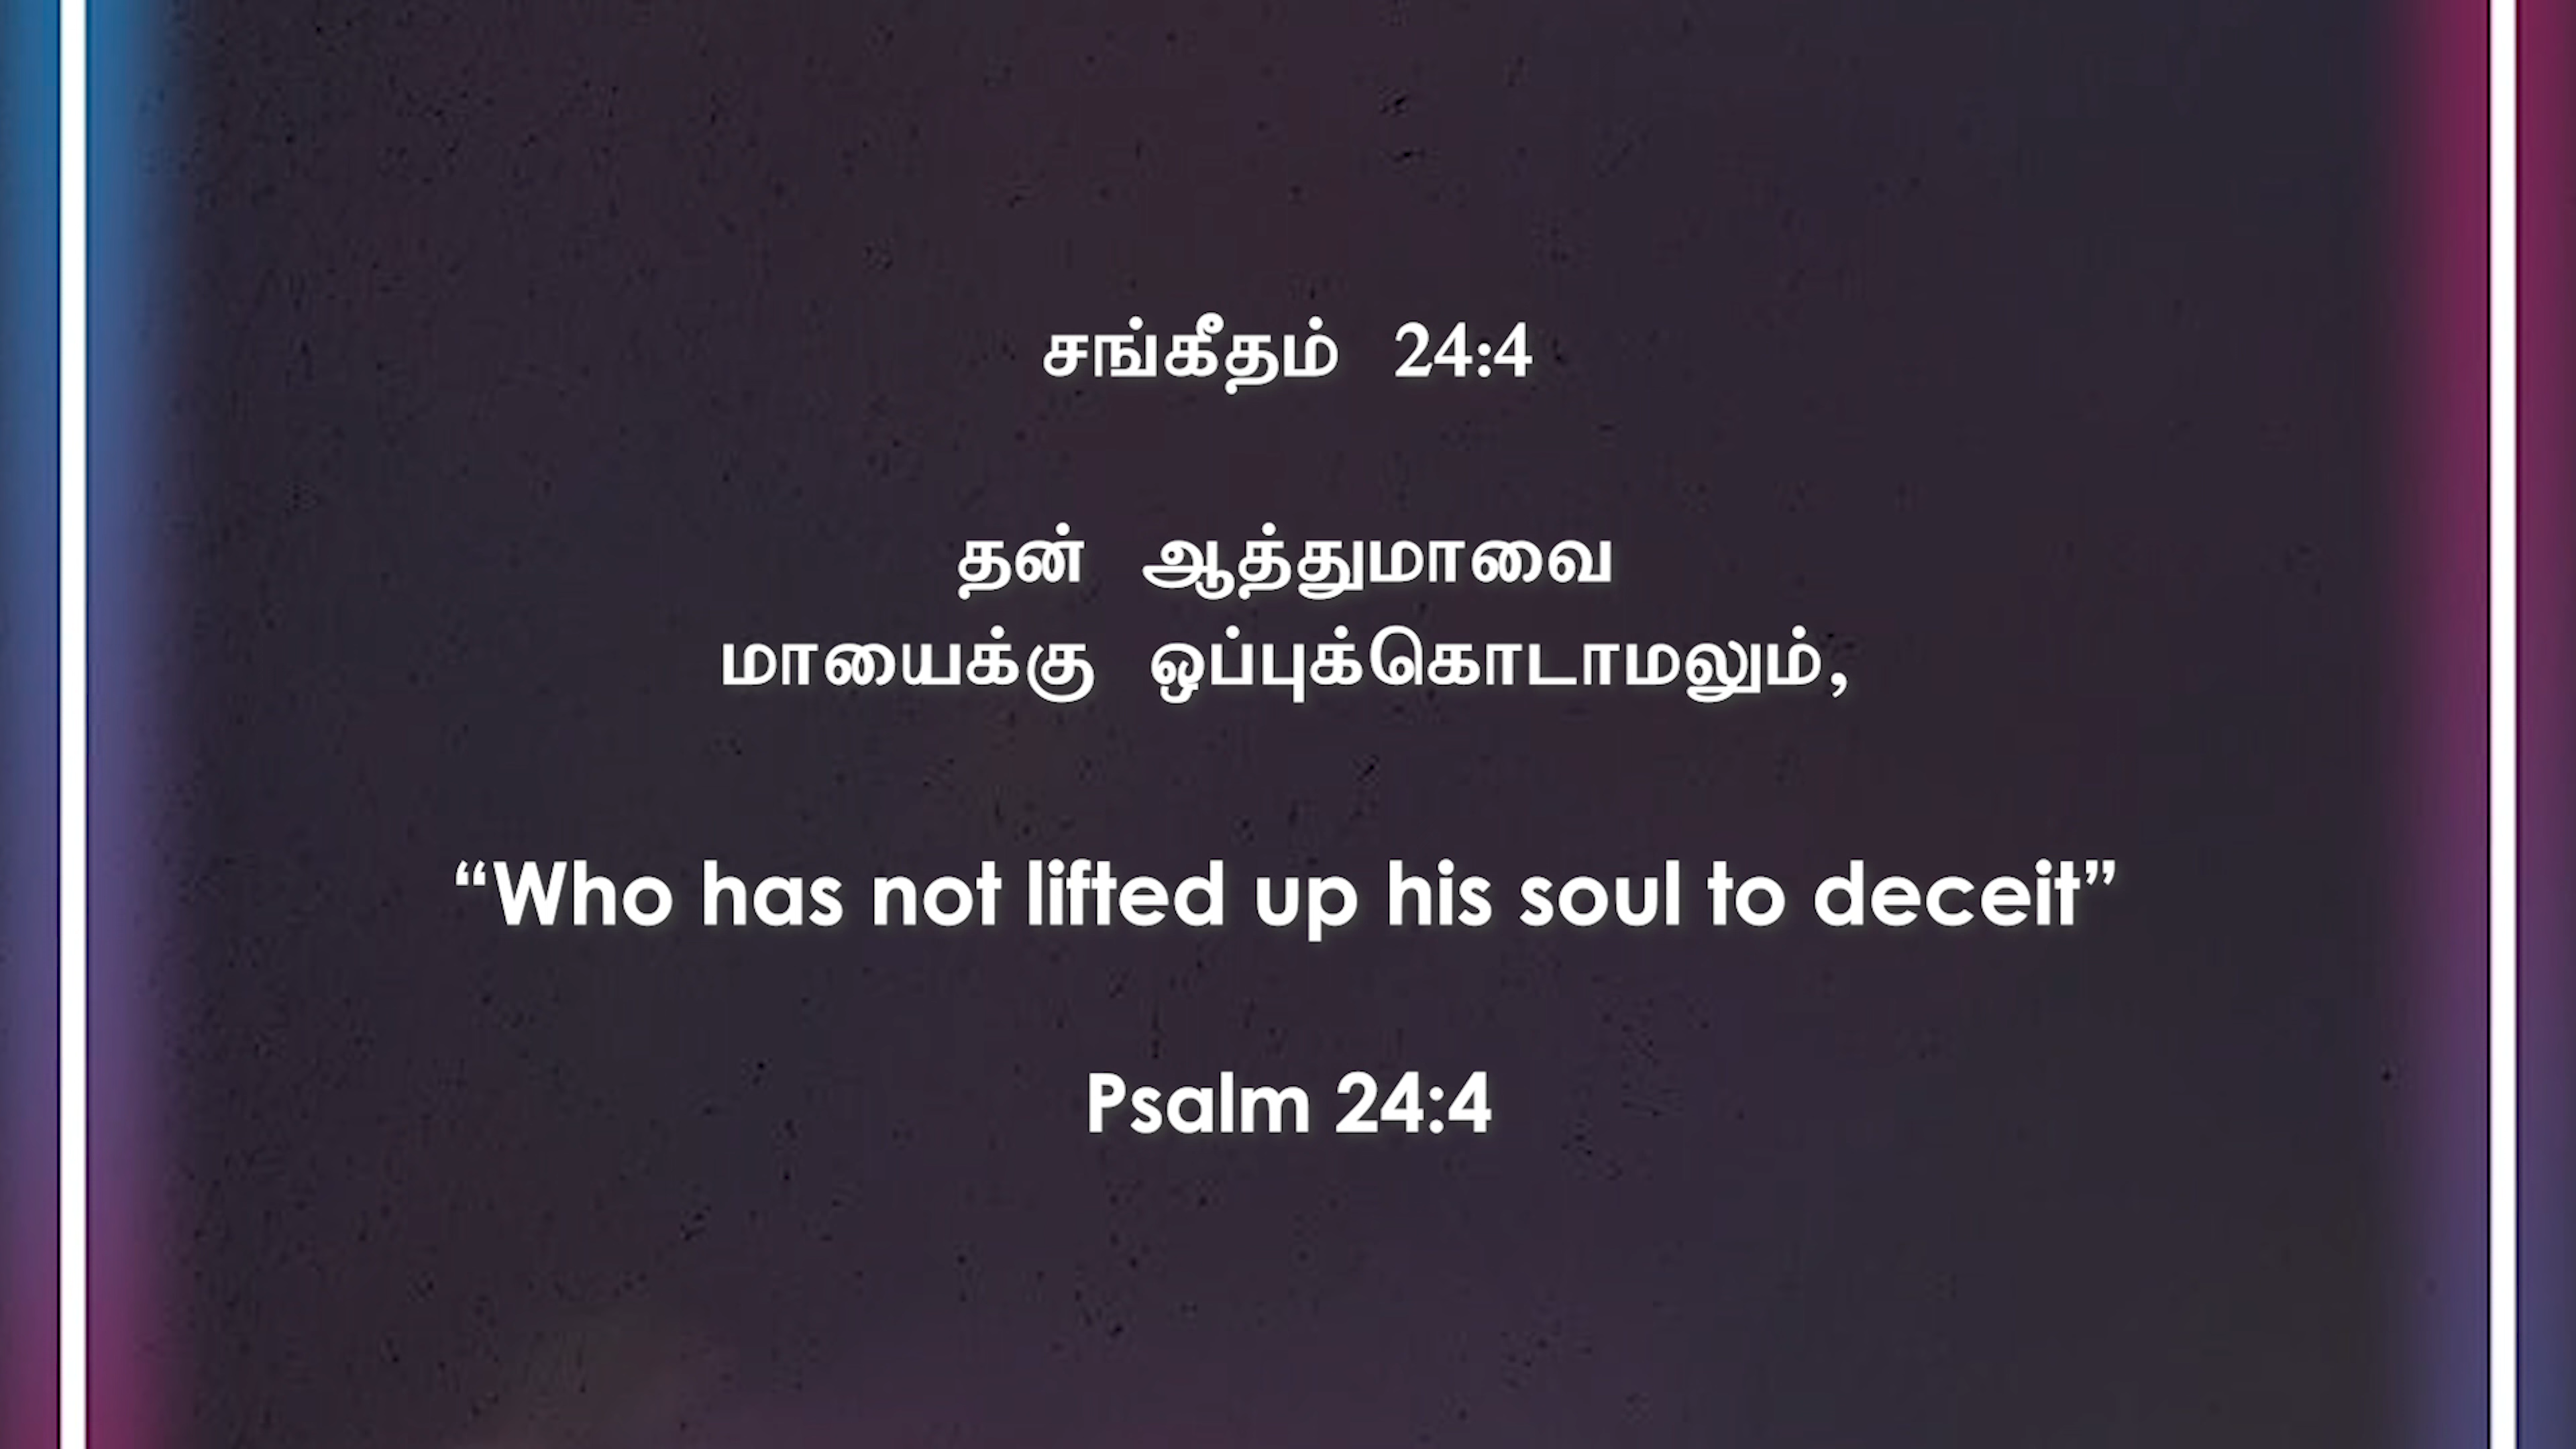 சங்கீதம் 24:4
தன் ஆத்துமாவை
மாயைக்கு ஒப்புக்கொடாமலும்,
“Who has not lifted up his soul to deceit”
Psalm 24:4